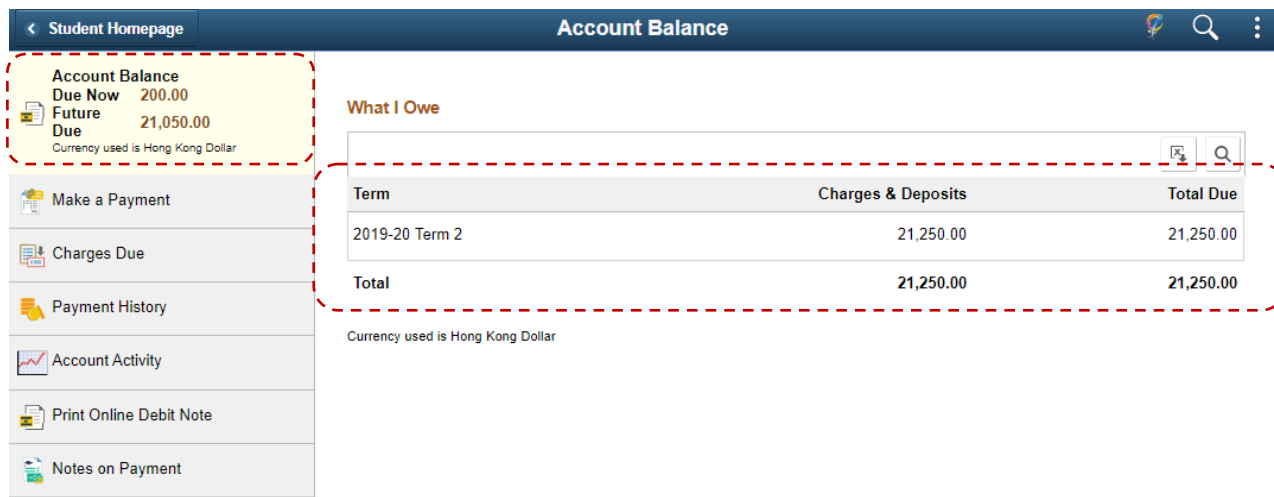 Student Homepage
Account Balance
Account Balance
Due Now 200.00
Future Due 21,050.00
Currency used is Hong Kong Dollar
Make a Payment
Charges Due
Payment History
Account Activity
Print Online Debit Note
Notes on Payment
What I Owe
Term Charges & Deposits Total Due
2019-20 Term 2 21,250.00 21,250.00
Total 21,250.00 21,250.00
Currency used is Hong Kong Dollar